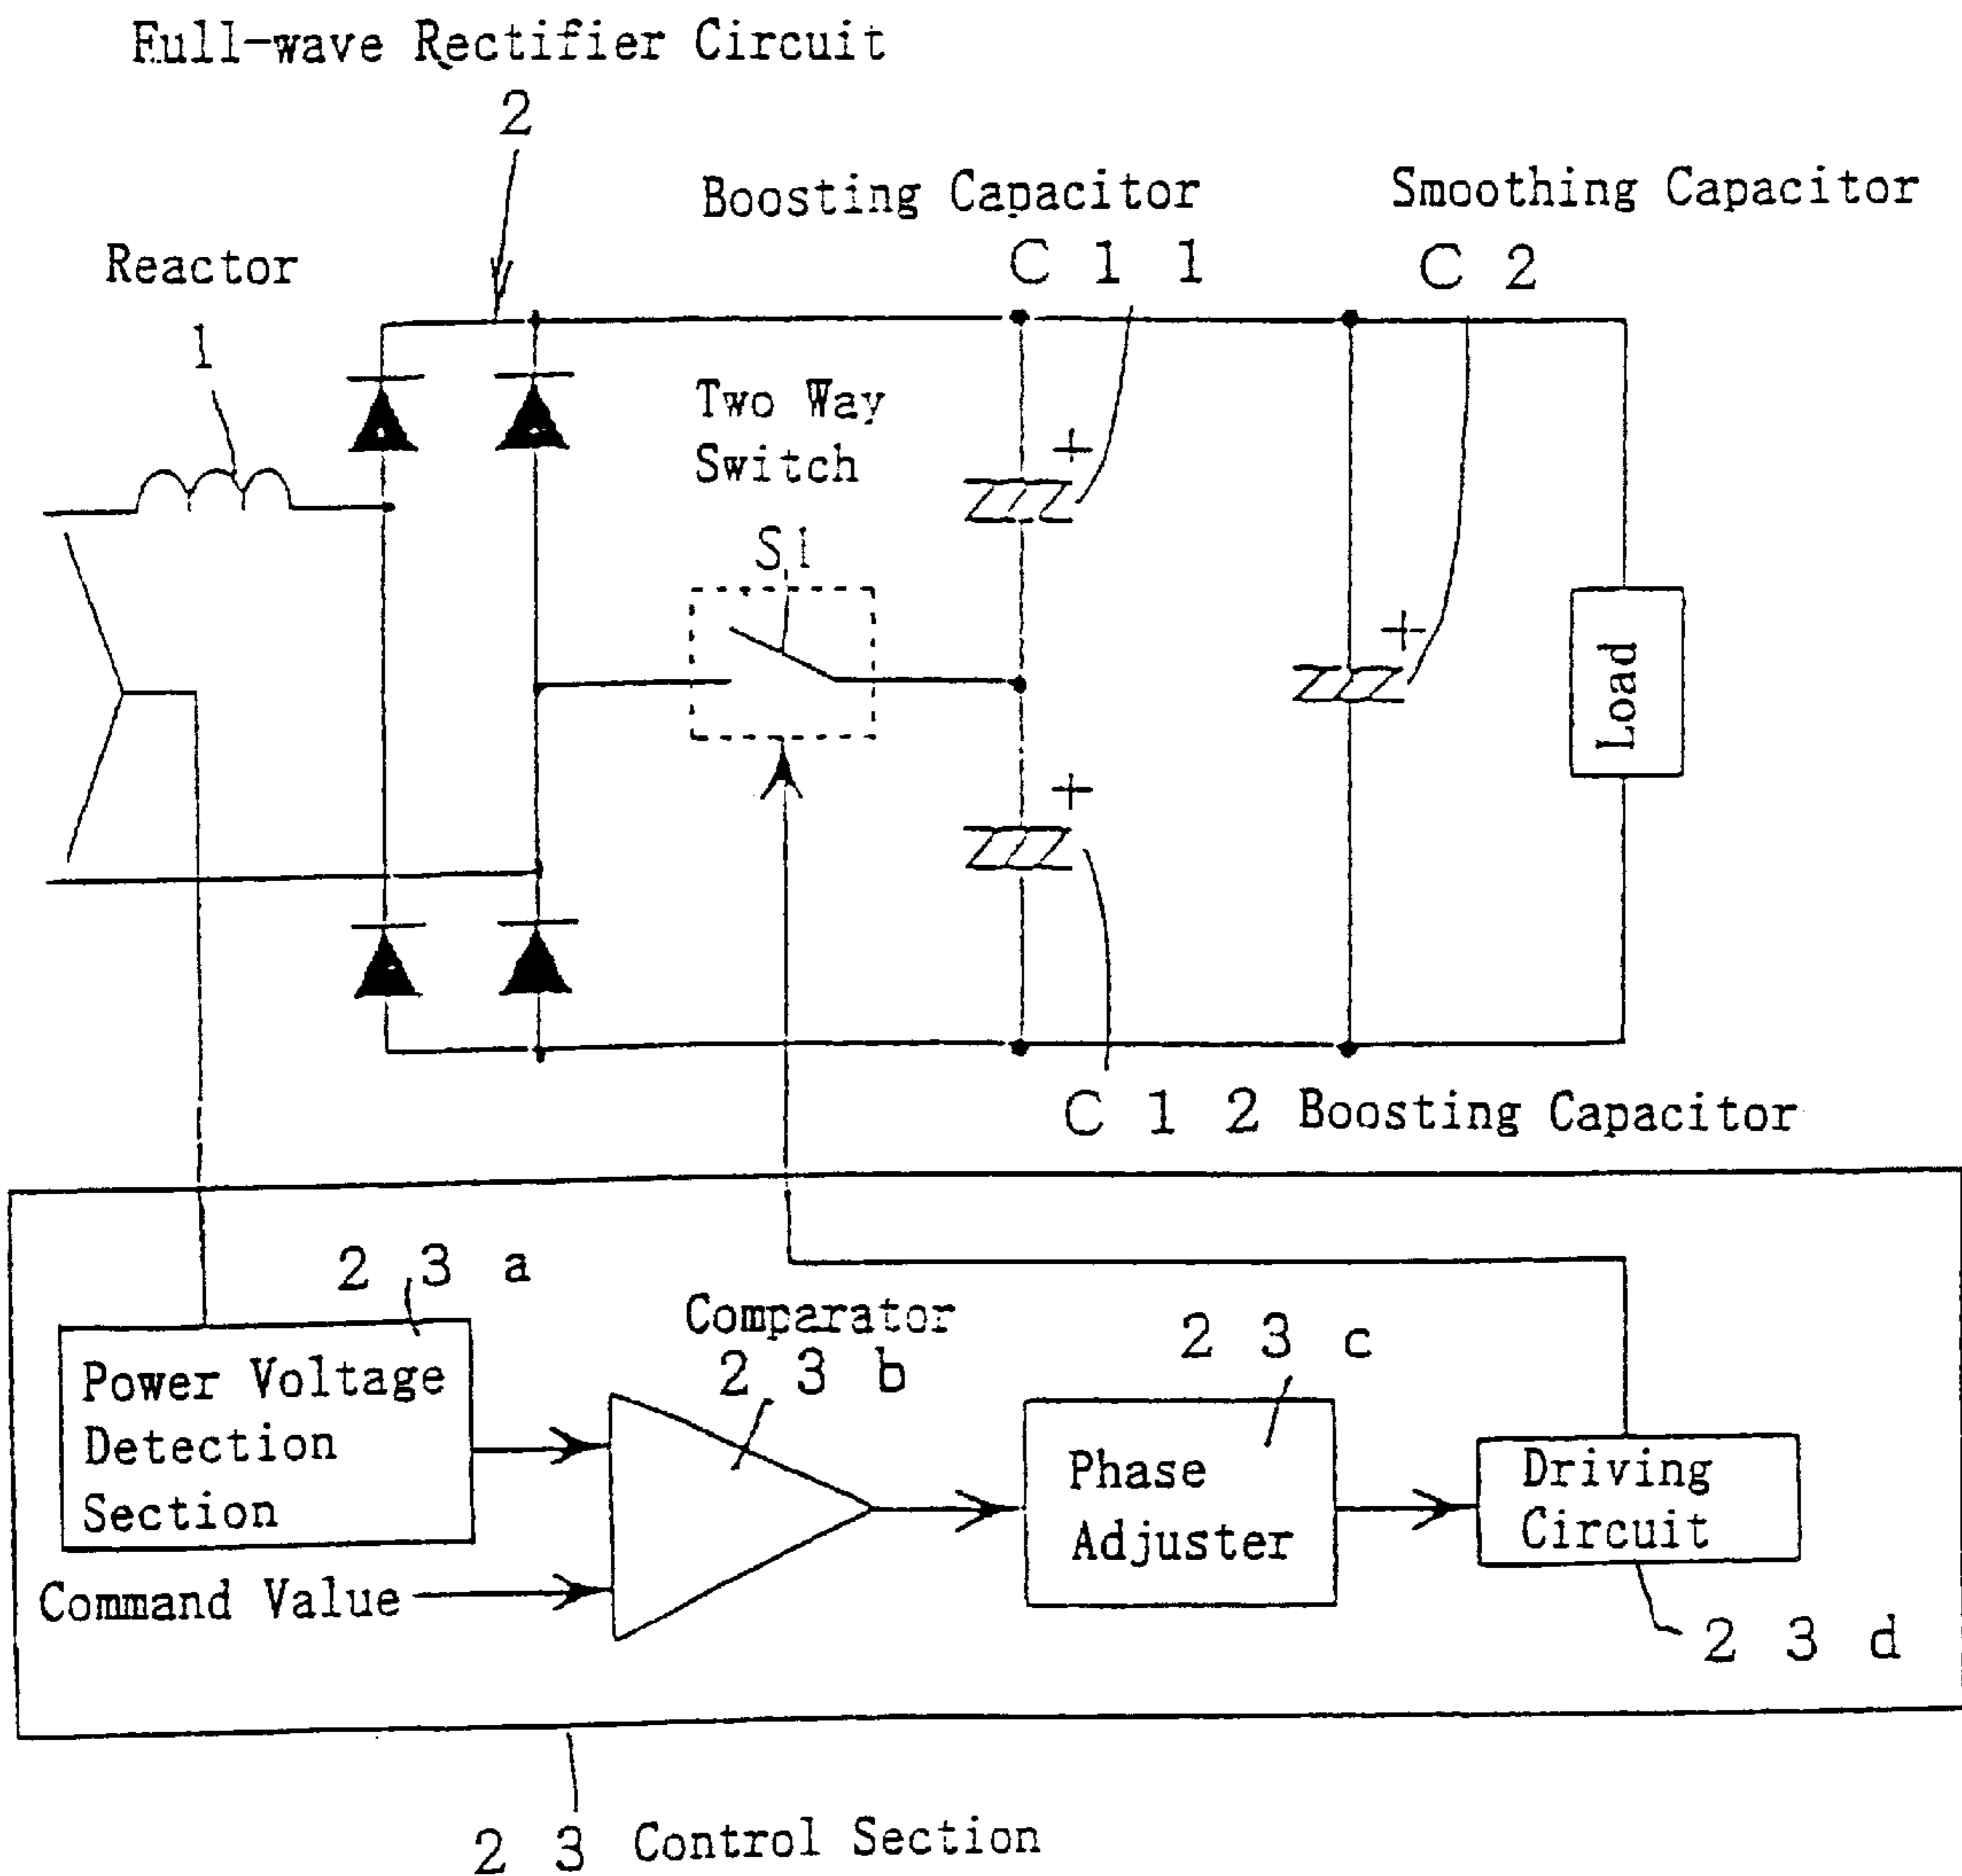 Full-wave Rectifier Circuit
2
Boosting Capacitor
C 1 1
Smoothing Capacitor
C 2
Reactor
1
Two Way
Switch
S1
+
+
+
Load
C 1 2 Boosting Capacitor
2 3 a
Power Voltage
Detection
Section
Comparator
2 3 b
2 3 c
Phase
Adjuster
Driving
Circuit
2 3 d
Command Value
2 3 Control Section